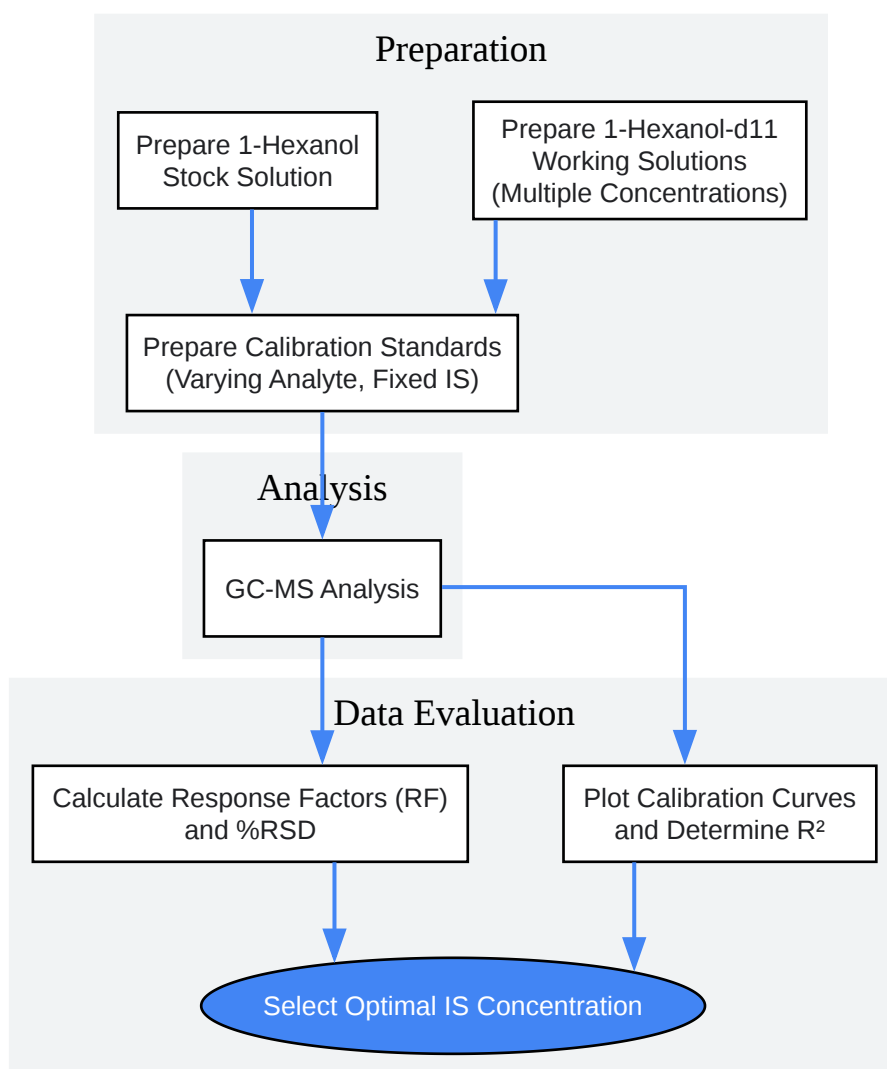 Preparation
Prepare 1-Hexanol
Stock Solution
Prepare 1-Hexanol-d11
Working Solutions
(Multiple Concentrations)
Prepare Calibration Standards
(Varying Analyte, Fixed IS)
Analysis
GC-MS Analysis
Data Evaluation
Calculate Response Factors (RF)
and %RSD
Plot Calibration Curves
and Determine R²
Select Optimal IS Concentration